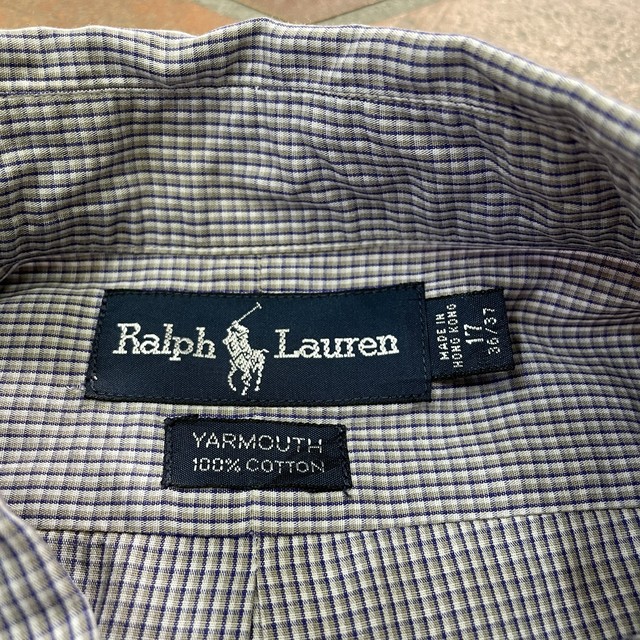 Ralph Lauren
MADE IN
HONG KONG
17
36/37
YARMOUTH
100% COTTON